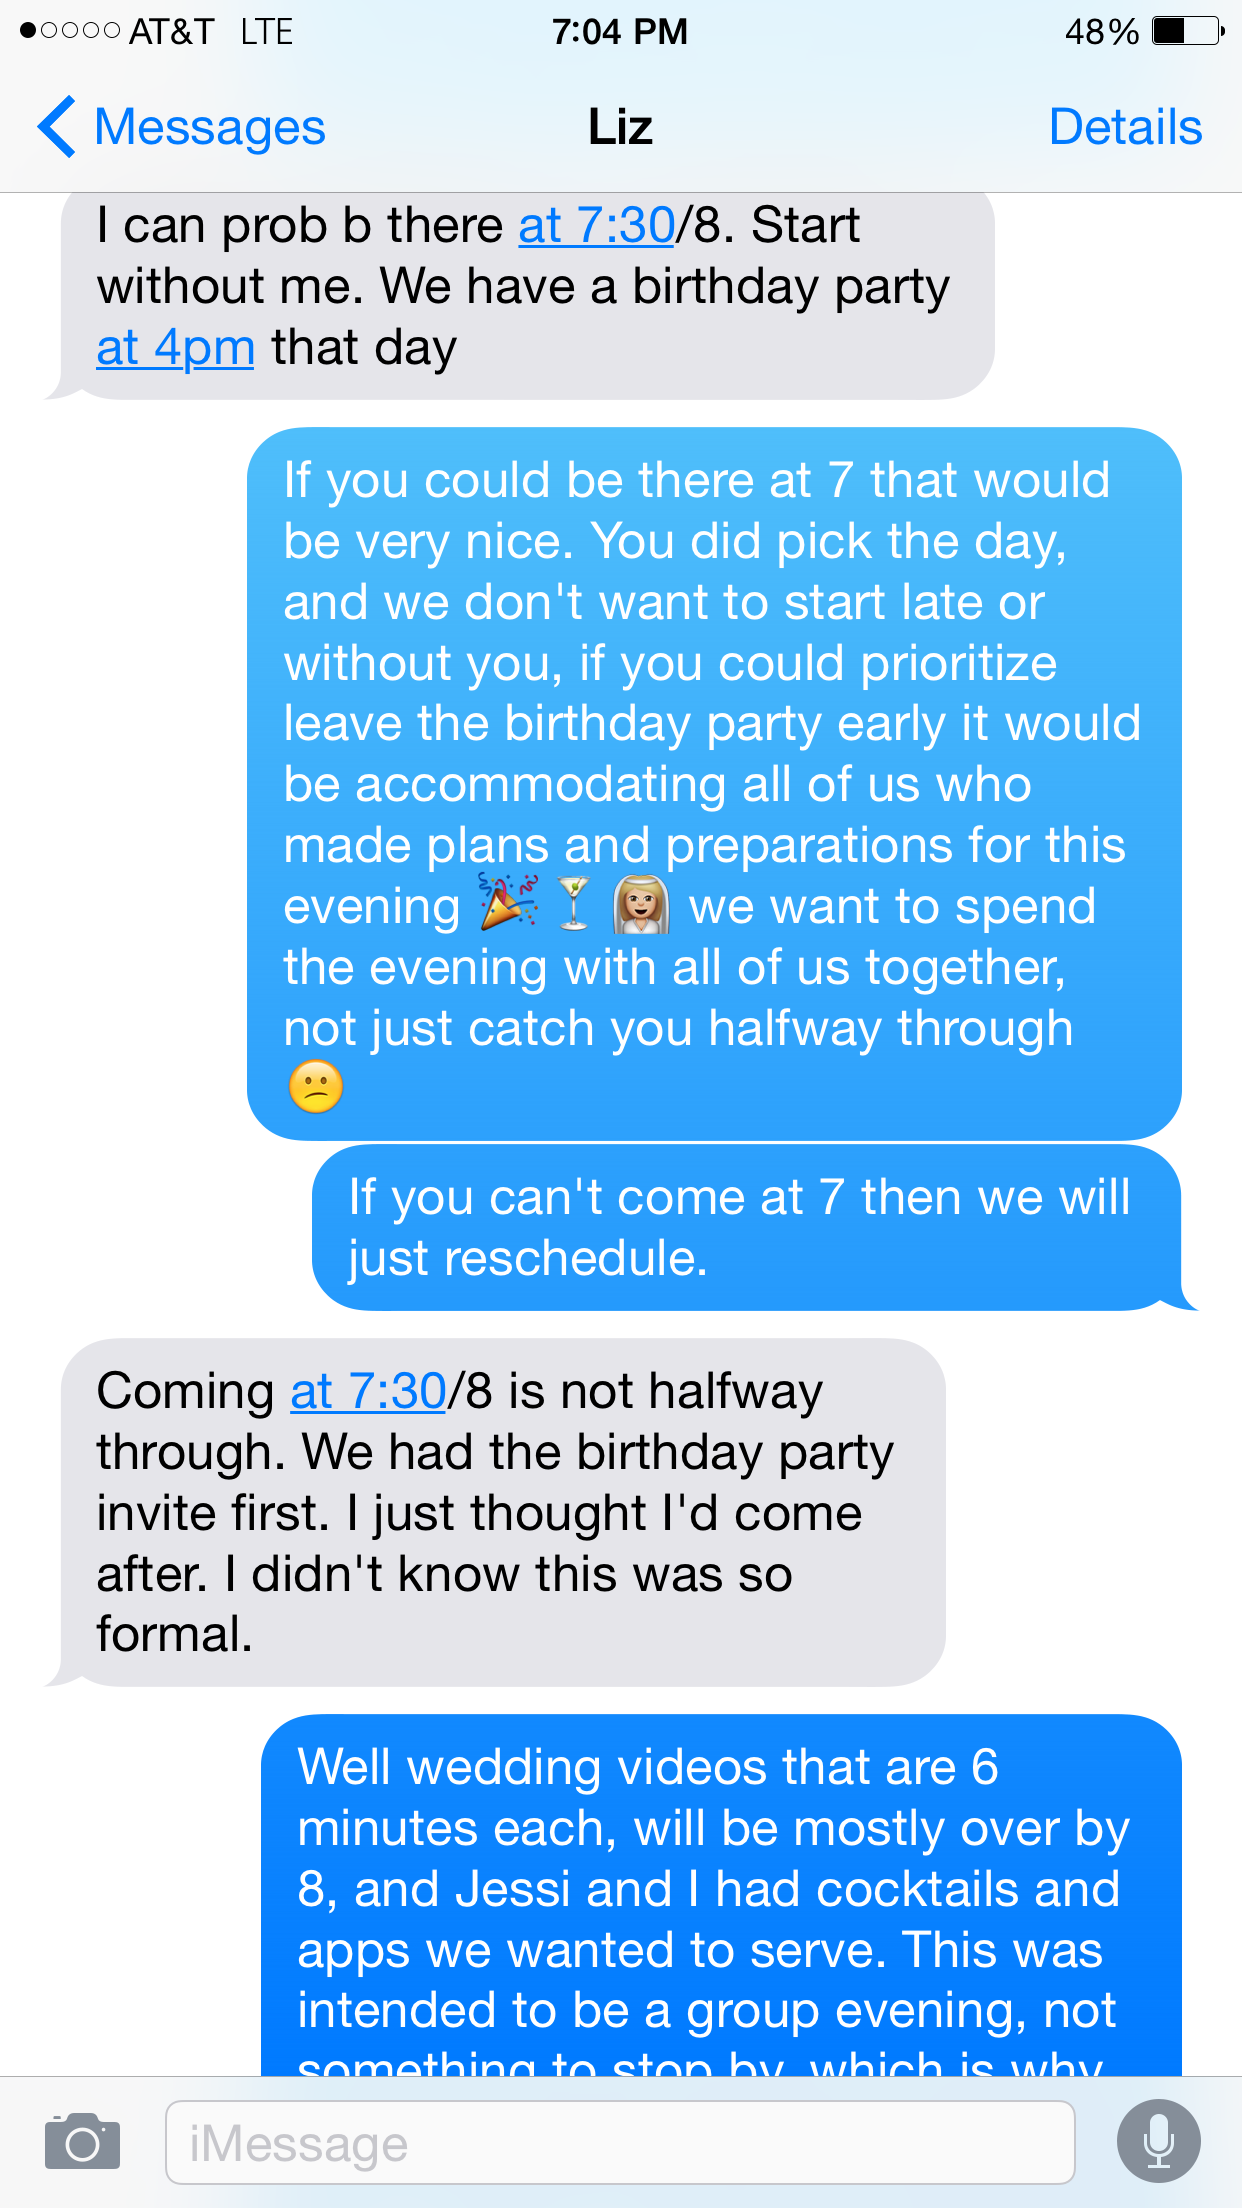 AT&T LTE 7:04 PM 48%
Messages Liz Details
I can prob b there at 7:30/8. Start
without me. We have a birthday party
at 4pm that day
If you could be there at 7 that would
be very nice. You did pick the day,
and we don't want to start late or
without you, if you could prioritize
leave the birthday party early it would
be accommodating all of us who
made plans and preparations for this
evening 🎉🍸👰 we want to spend
the evening with all of us together,
not just catch you halfway through
😕
If you can't come at 7 then we will
just reschedule.
Coming at 7:30/8 is not halfway
through. We had the birthday party
invite first. I just thought I'd come
after. I didn't know this was so
formal.
Well wedding videos that are 6
minutes each, will be mostly over by
8, and Jessi and I had cocktails and
apps we wanted to serve. This was
intended to be a group evening, not
something to stop by, which is why
iMessage